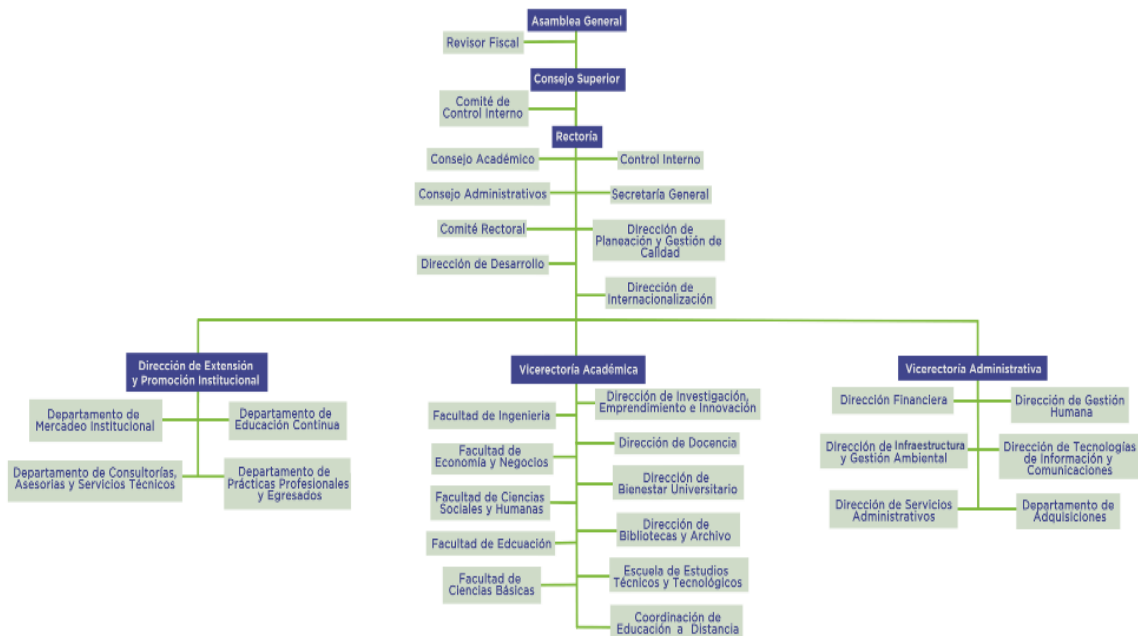 Asamblea General
Revisor Fiscal
Consejo Superior
Comité de
Control Interno
Rectoría
Consejo Académico
Control Interno
Consejo Administrativos
Secretaría General
Comité Rectoral
Dirección de
Planeación y Gestión de
Calidad
Dirección de Desarrollo
Dirección de
Internacionalización
Dirección de Extensión
y Promoción Institucional
Departamento de
Mercadeo Institucional
Departamento de
Educación Continua
Departamento de Consultorías,
Asesorias y Servicios Técnicos
Departamento de
Prácticas Profesionales
y Egresados
Vicerectoría Académica
Dirección de Investigación,
Emprendimiento e Innovación
Facultad de Ingenieria
Dirección de Docencia
Facultad de
Economía y Negocios
Dirección de
Bienestar Universitario
Facultad de Ciencias
Sociales y Humanas
Dirección de
Bibliotecas y Archivo
Facultad de Edcuación
Escuela de Estudios
Técnicos y Tecnológicos
Facultad de
Ciencias Básicas
Coordinación de
Educación a Distancia
Vicerectoría Administrativa
Dirección Financiera
Dirección de Gestión
Humana
Dirección de Infraestructura
y Gestión Ambiental
Dirección de Tecnologías
de Información y
Comunicaciones
Dirección de Servicios
Administrativos
Departamento de
Adquisiciones